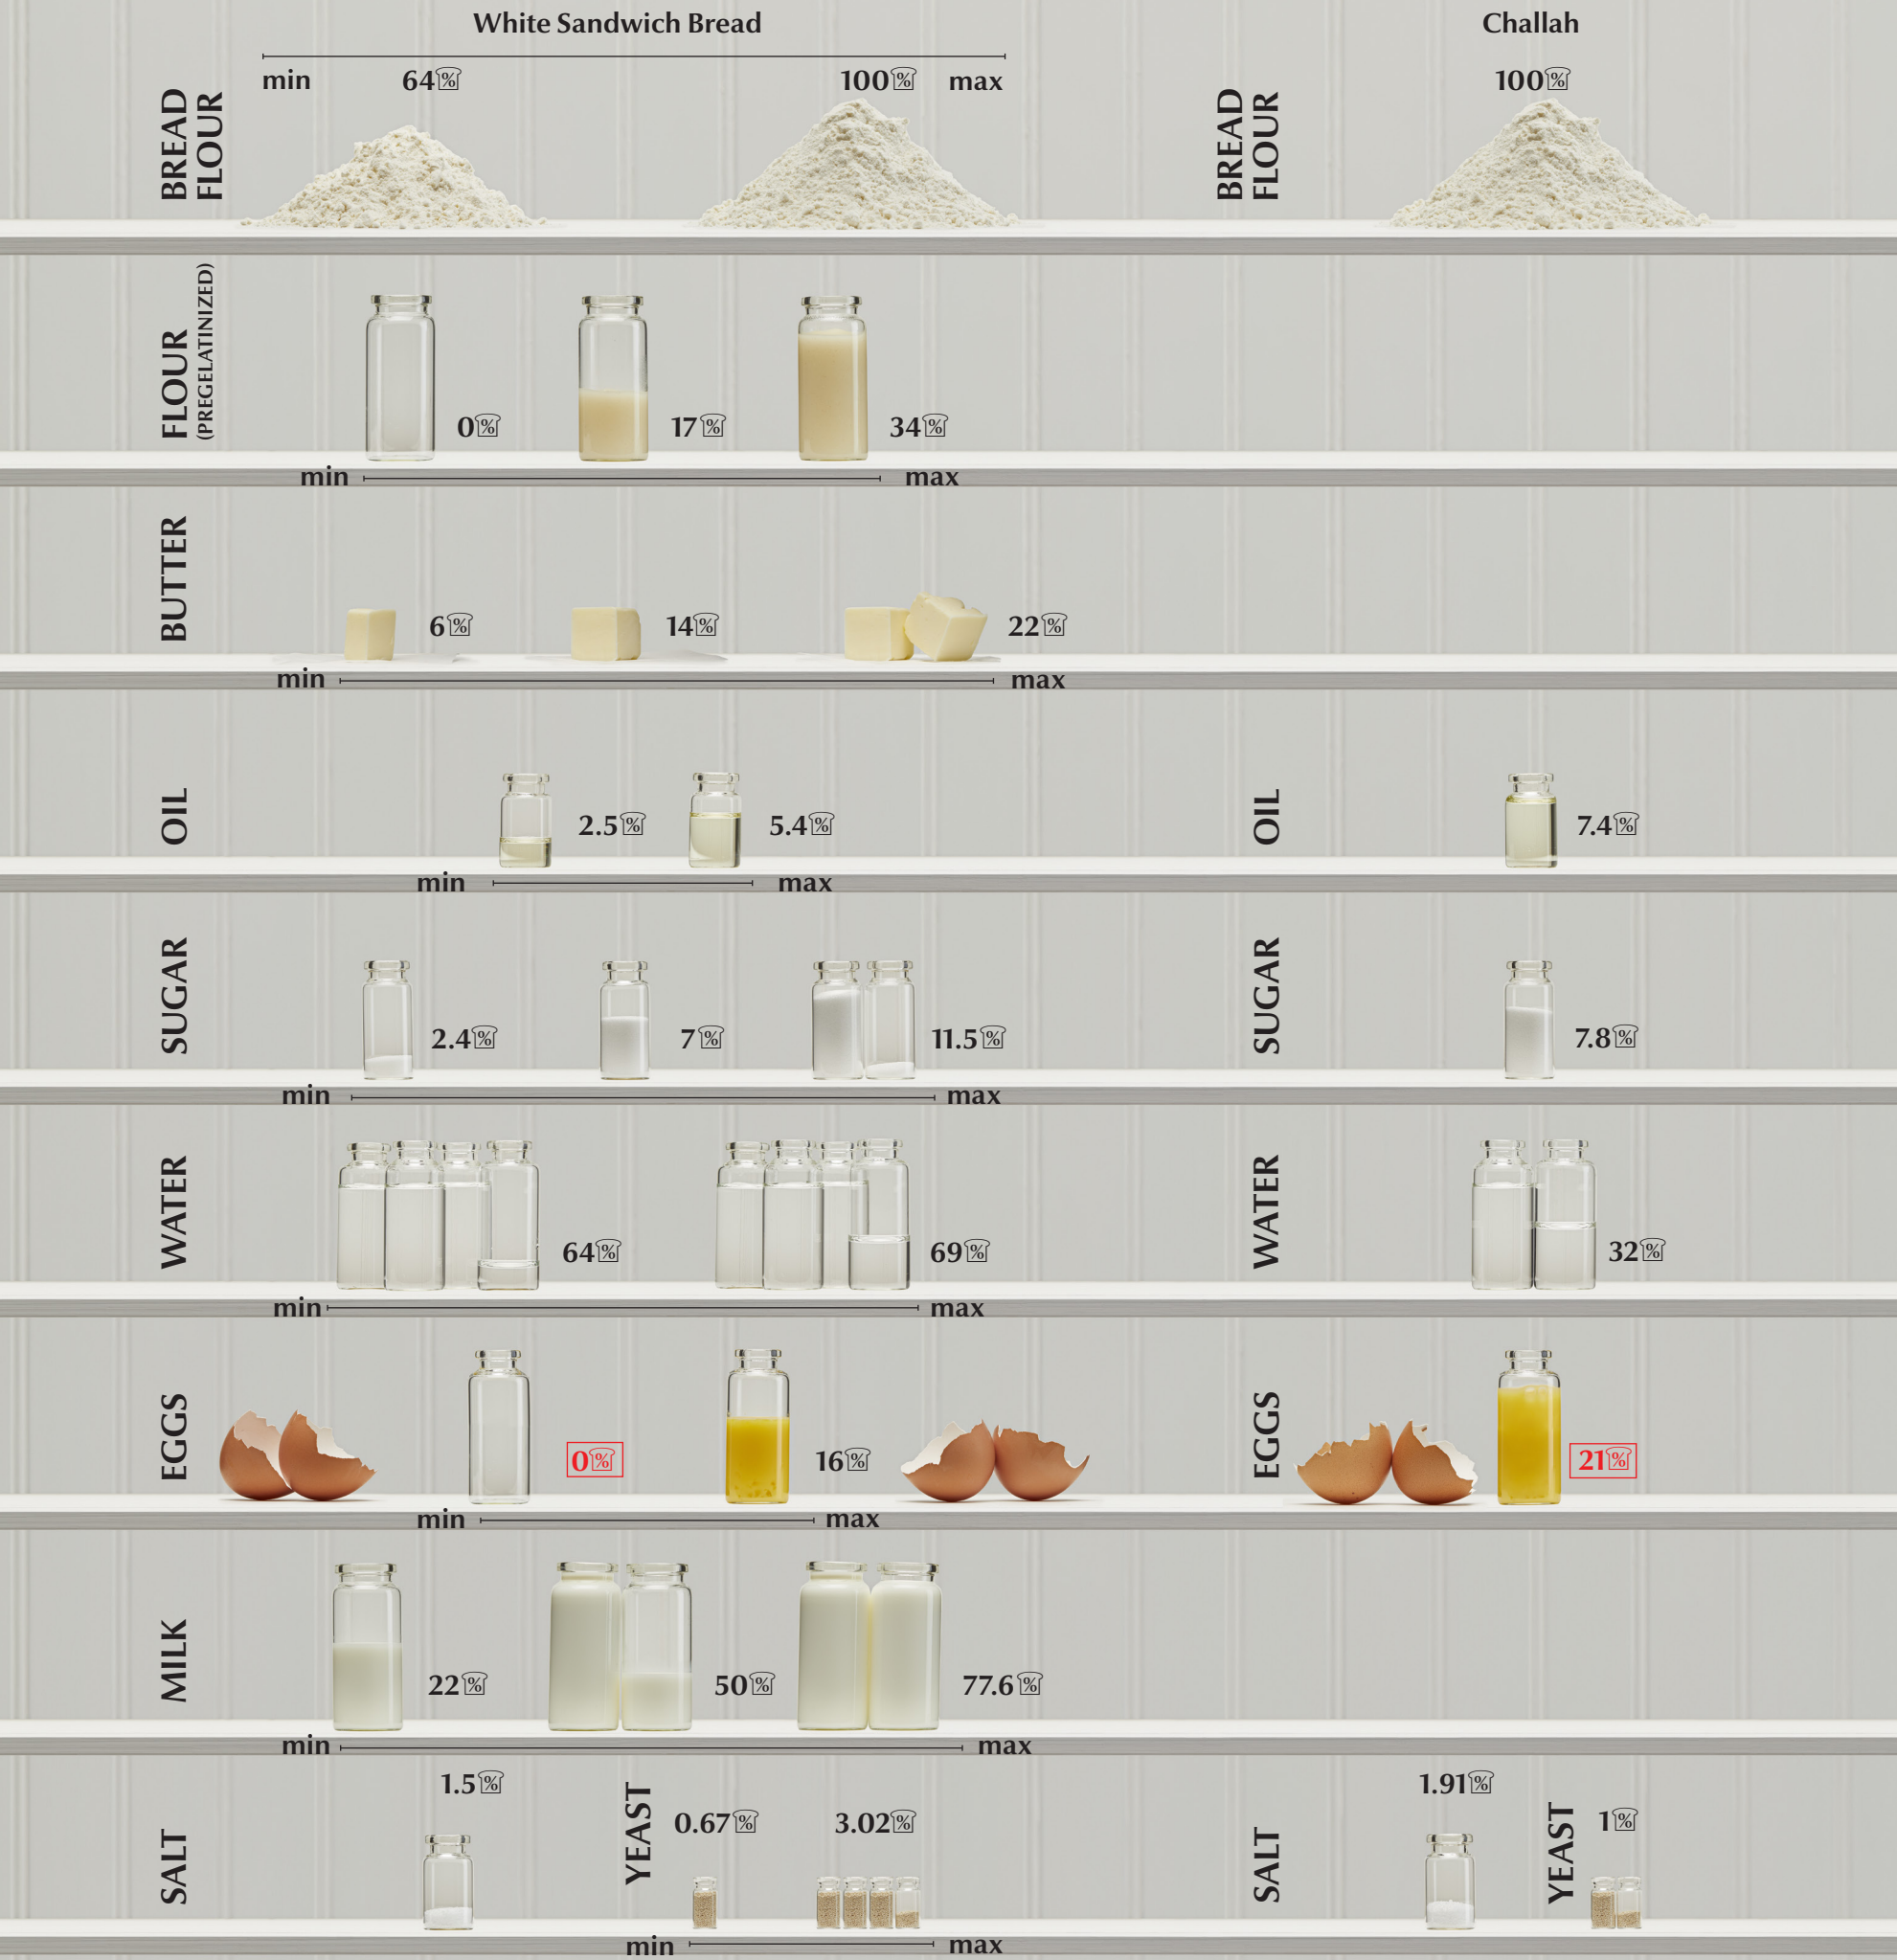 White Sandwich Bread
Challah
min
64%
100%
max
BREAD
FLOUR
BREAD
FLOUR
100%
FLOUR
(PREGELATINIZED)
0%
17%
34%
min
max
BUTTER
6%
14%
22%
min
max
OIL
2.5%
5.4%
min
max
OIL
7.4%
SUGAR
2.4%
7%
11.5%
min
max
SUGAR
7.8%
WATER
64%
69%
min
max
WATER
32%
EGGS
0%
16%
min
max
EGGS
21%
MILK
22%
50%
77.6%
min
max
SALT
1.5%
YEAST
0.67%
3.02%
min
max
SALT
1.91%
YEAST
1%